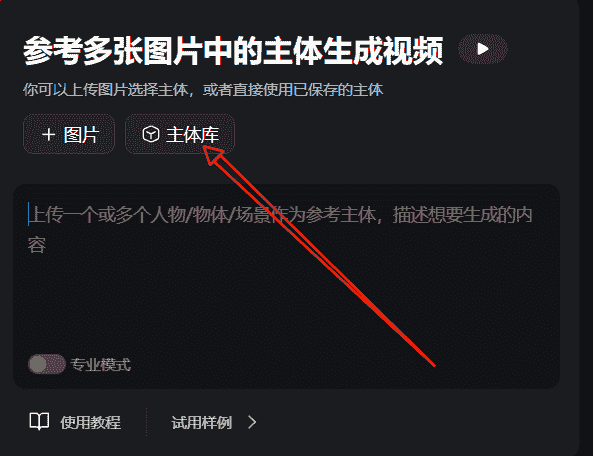 参考多张图片中的主体生成视频
你可以上传图片选择主体，或者直接使用已保存的主体
+ 图片 主体库
上传一个或多个人物/物体/场景作为参考主体，描述想要生成的内
容
专业模式
使用教程 试用样例